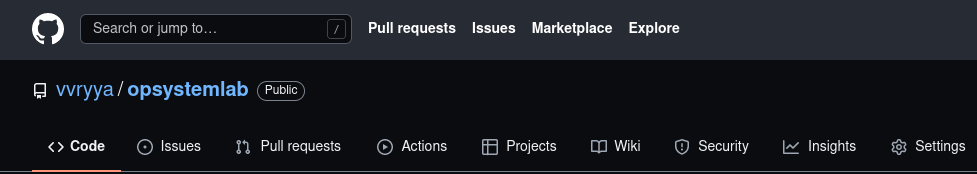 Search or jump to… / Pull requests Issues Marketplace Explore
vvryya / opsystemlab Public
Code Issues Pull requests Actions Projects Wiki Security Insights Settings